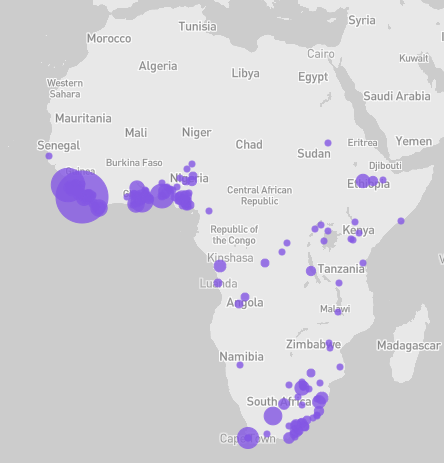 Tunisia
Syria
Morocco
Cairo
Kuwait
Algeria
Libya
Egypt
Western
Sahara
Saudi Arabia
Mauritania
Mali
Niger
Senegal
Chad
Sudan
Eritrea
Yemen
Burkina Faso
Djibouti
Nigeria
Ethiopia
Central African
Republic
Republic of
the Congo
Kenya
Kinshasa
Tanzania
Luanda
Angola
Malawi
Zimbabwe
Madagascar
Namibia
South Africa
Cape Town